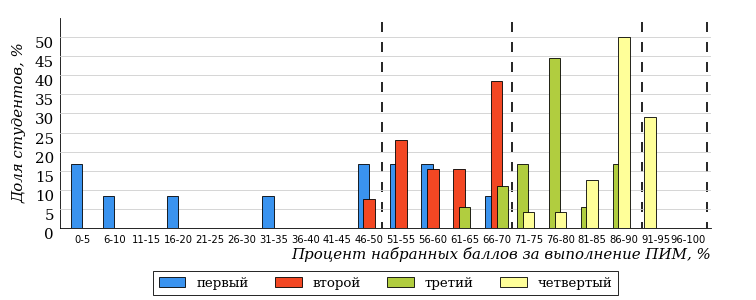 Доля студентов, %
50
45
40
35
30
25
20
15
10
5
0
0-5 6-10 11-15 16-20 21-25 26-30 31-35 36-40 41-45 46-50 51-55 56-60 61-65 66-70 71-75 76-80 81-85 86-90 91-95 96-100
Процент набранных баллов за выполнение ПИМ, %
первый второй третий четвертый